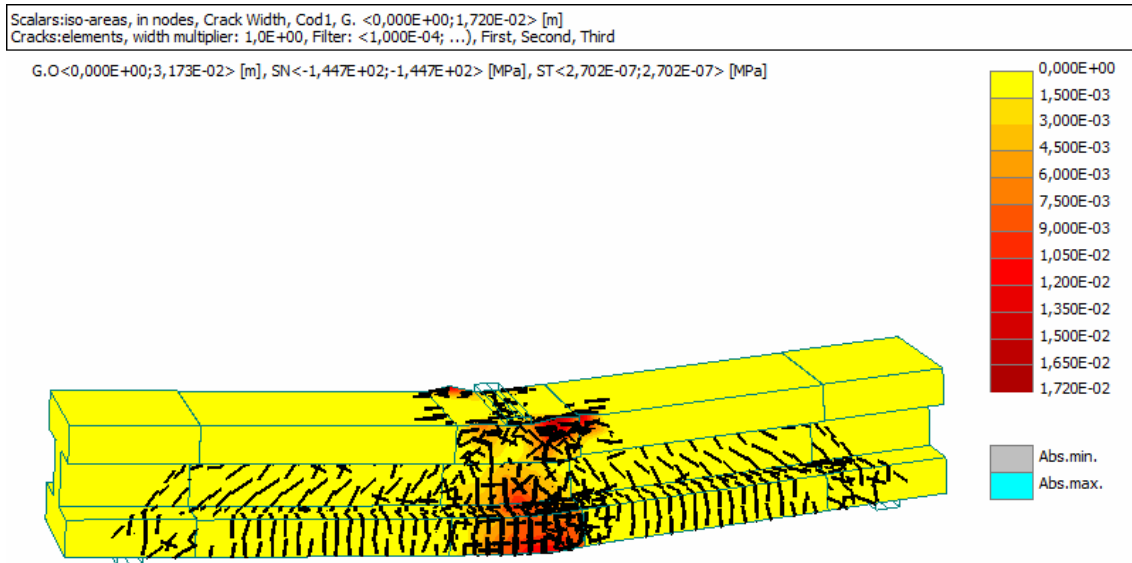 Scalars:iso-areas, in nodes, Crack Width, Cod1, G. <0,000E+00;1,720E-02> [m]
Cracks:elements, width multiplier: 1,0E+00, Filter: <1,000E-04; ...), First, Second, Third
G.O<0,000E+00;3,173E-02> [m], SN<-1,447E+02;-1,447E+02> [MPa], ST<2,702E-07;2,702E-07> [MPa]
0,000E+00
1,500E-03
3,000E-03
4,500E-03
6,000E-03
7,500E-03
9,000E-03
1,050E-02
1,200E-02
1,350E-02
1,500E-02
1,650E-02
1,720E-02
Abs.min.
Abs.max.